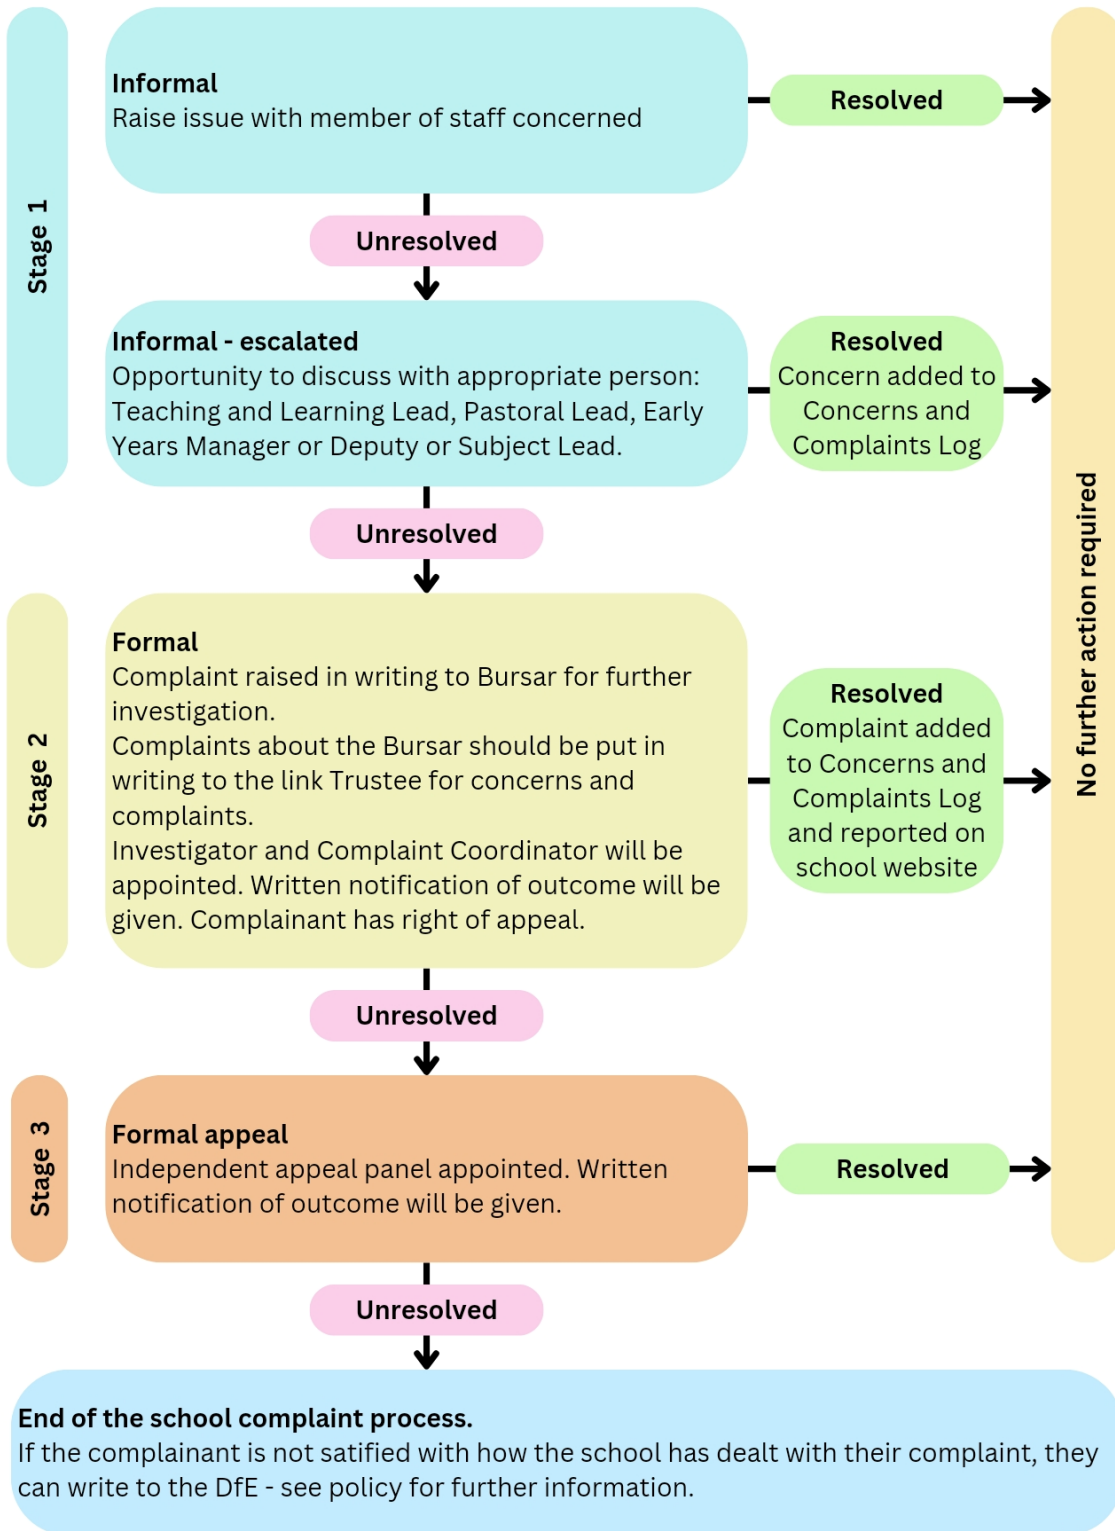 Stage 1
Informal
Raise issue with member of staff concerned
Resolved
Unresolved
Informal - escalated
Opportunity to discuss with appropriate person:
Teaching and Learning Lead, Pastoral Lead, Early
Years Manager or Deputy or Subject Lead.
Resolved
Concern added to
Concerns and
Complaints Log
Unresolved
Stage 2
Formal
Complaint raised in writing to Bursar for further
investigation.
Complaints about the Bursar should be put in
writing to the link Trustee for concerns and
complaints.
Investigator and Complaint Coordinator will be
appointed. Written notification of outcome will be
given. Complainant has right of appeal.
Resolved
Complaint added
to Concerns and
Complaints Log
and reported on
school website
Unresolved
Stage 3
Formal appeal
Independent appeal panel appointed. Written
notification of outcome will be given.
Resolved
No further action required
Unresolved
End of the school complaint process.
If the complainant is not satified with how the school has dealt with their complaint, they
can write to the DfE - see policy for further information.